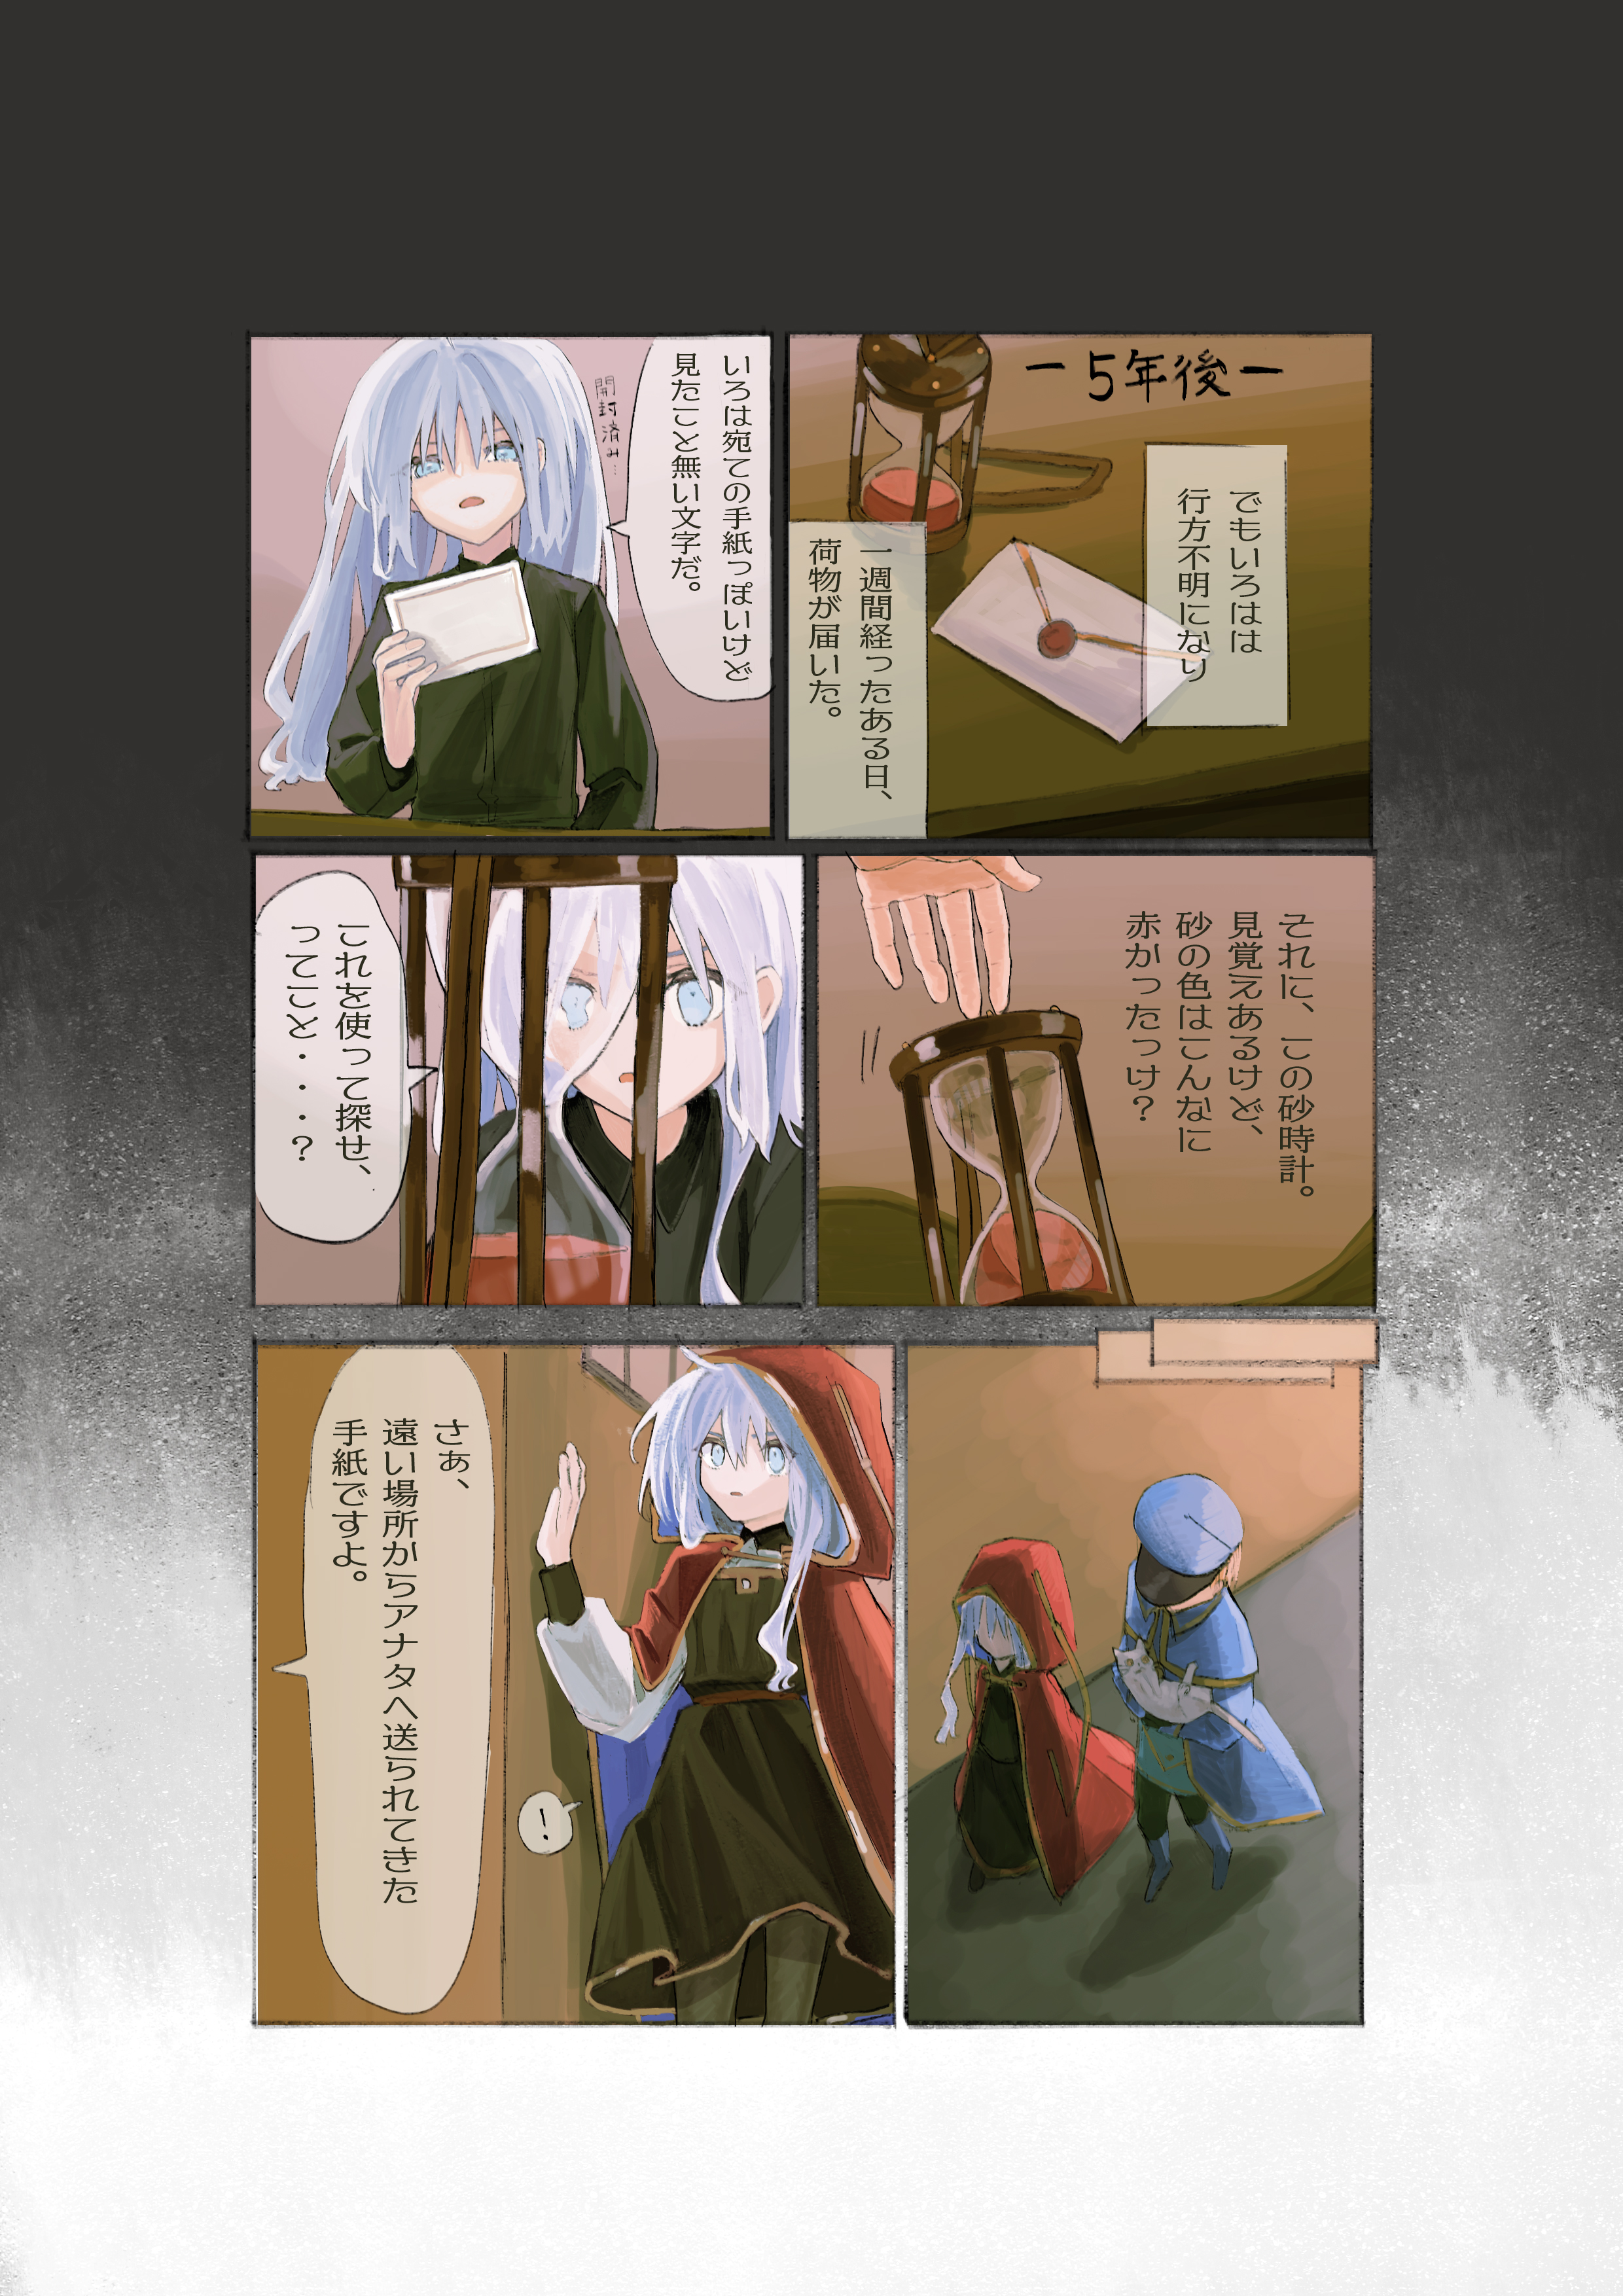 ー5年後ー
でもいろはは
行方不明になり
一週間経ったある日、
荷物が届いた。
いろは宛ての手紙っぽいけど
見たこと無い文字だ。
開封済み…
それに、この砂時計。
見覚えあるけど、
砂の色はこんなに
赤かったっけ？
これを使って探せ、
ってこと・・・？
！
さぁ、
遠い場所からアナタへ送られてきた
手紙ですよ。